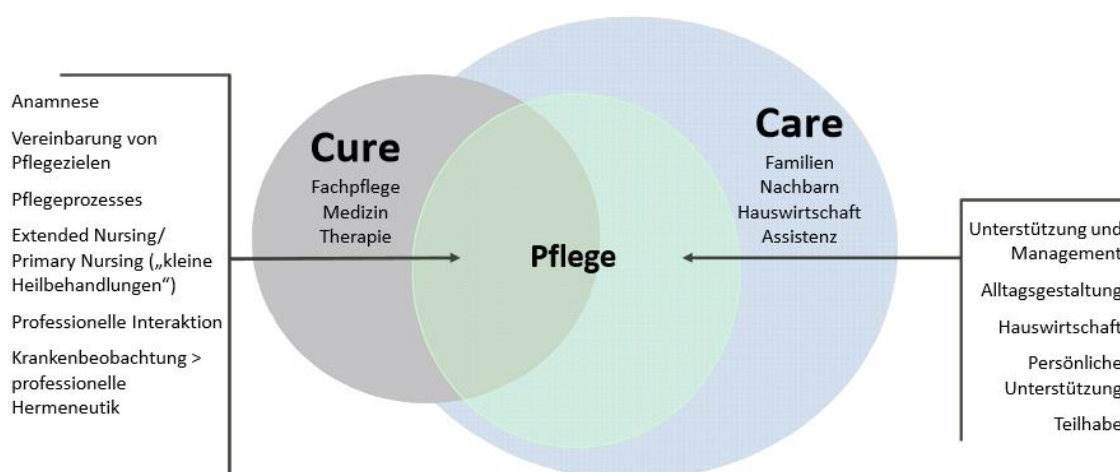 Anamnese
Vereinbarung von
Pflegezielen
Pflegeprozesses
Extended Nursing/
Primary Nursing („kleine
Heilbehandlungen“)
Professionelle Interaktion
Krankenbeobachtung >
professionelle
Hermeneutik
Cure
Fachpflege
Medizin
Therapie
Pflege
Care
Familien
Nachbarn
Hauswirtschaft
Assistenz
Unterstützung und
Management
Alltagsgestaltung
Hauswirtschaft
Persönliche
Unterstützung
Teilhabe